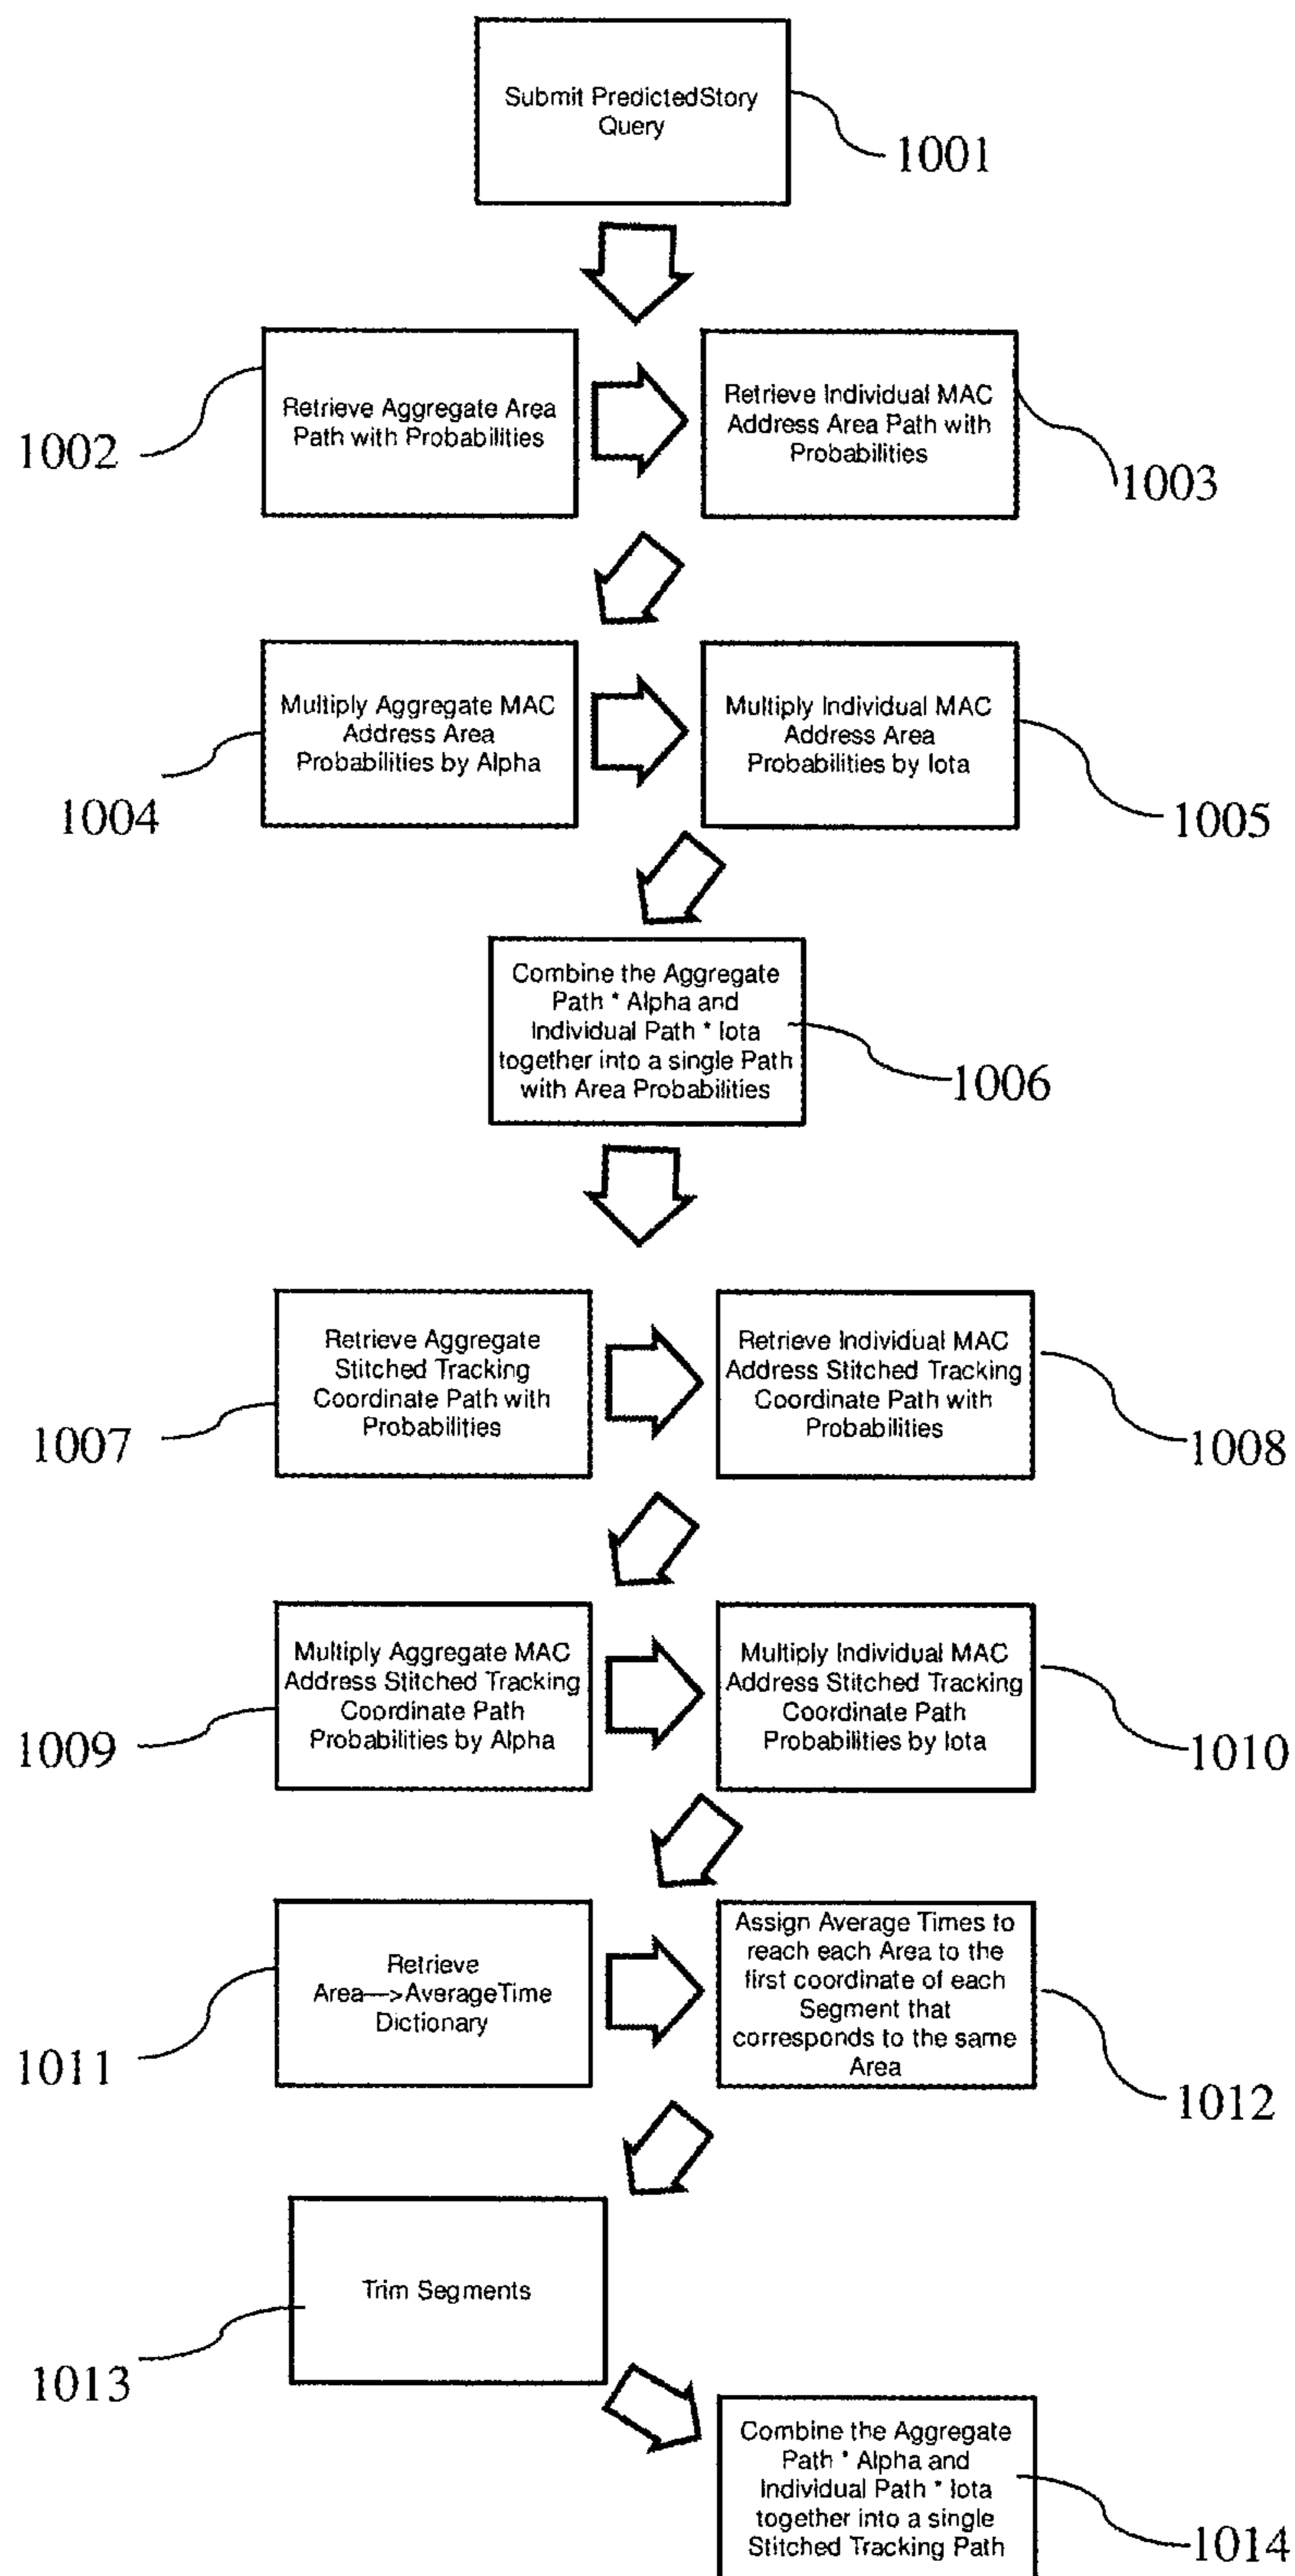 Submit PredictedStory
Query
1001
Retrieve Aggregate Area
Path with Probabilities
1002
Retrieve Individual MAC
Address Area Path with
Probabilities
1003
Multiply Aggregate MAC
Address Area
Probabilities by Alpha
1004
Multiply Individual MAC
Address Area
Probabilities by Iota
1005
Combine the Aggregate
Path * Alpha and
Individual Path * Iota
together into a single Path
with Area Probabilities
1006
Retrieve Aggregate
Stitched Tracking
Coordinate Path with
Probabilities
1007
Retrieve Individual MAC
Address Stitched Tracking
Coordinate Path with
Probabilities
1008
Multiply Aggregate MAC
Address Stitched Tracking
Coordinate Path
Probabilities by Alpha
1009
Multiply Individual MAC
Address Stitched Tracking
Coordinate Path
Probabilities by Iota
1010
Retrieve
Area—>AverageTime
Dictionary
1011
Assign Average Times to
reach each Area to the
first coordinate of each
Segment that
corresponds to the same
Area
1012
Trim Segments
1013
Combine the Aggregate
Path * Alpha and
Individual Path * Iota
together into a single
Stitched Tracking Path
1014